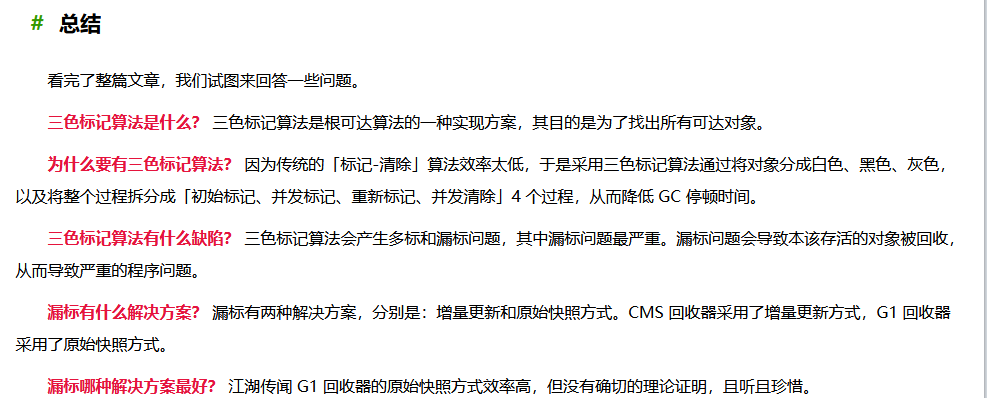 # 总结
看完了整篇文章，我们试图来回答一些问题。
三色标记算法是什么？ 三色标记算法是根可达算法的一种实现方案，其目的是为了找出所有可达对象。
为什么要有三色标记算法？ 因为传统的「标记-清除」算法效率太低，于是采用三色标记算法通过将对象分成白色、黑色、灰色，
以及将整个过程拆分成「初始标记、并发标记、重新标记、并发清除」4 个过程，从而降低 GC 停顿时间。
三色标记算法有什么缺陷？ 三色标记算法会产生多标和漏标问题，其中漏标问题最严重。漏标问题会导致本该存活的对象被回收，
从而导致严重的程序问题。
漏标有什么解决方案？ 漏标有两种解决方案，分别是：增量更新和原始快照方式。CMS 回收器采用了增量更新方式，G1 回收器
采用了原始快照方式。
漏标哪种解决方案最好？ 江湖传闻 G1 回收器的原始快照方式效率高，但没有确切的理论证明，且听且珍惜。